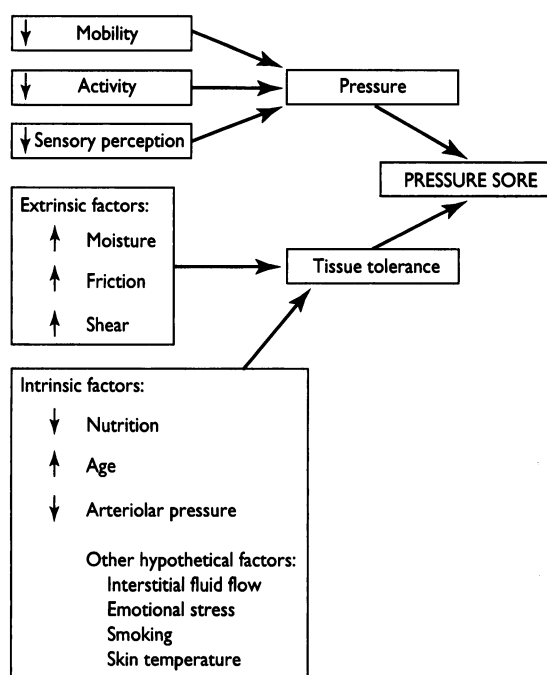 ↓ Mobility
↓ Activity
↓ Sensory perception
Pressure
PRESSURE SORE
Extrinsic factors:
↑ Moisture
↑ Friction
↑ Shear
Tissue tolerance
Intrinsic factors:
↓ Nutrition
↑ Age
↓ Arteriolar pressure
Other hypothetical factors:
Interstitial fluid flow
Emotional stress
Smoking
Skin temperature